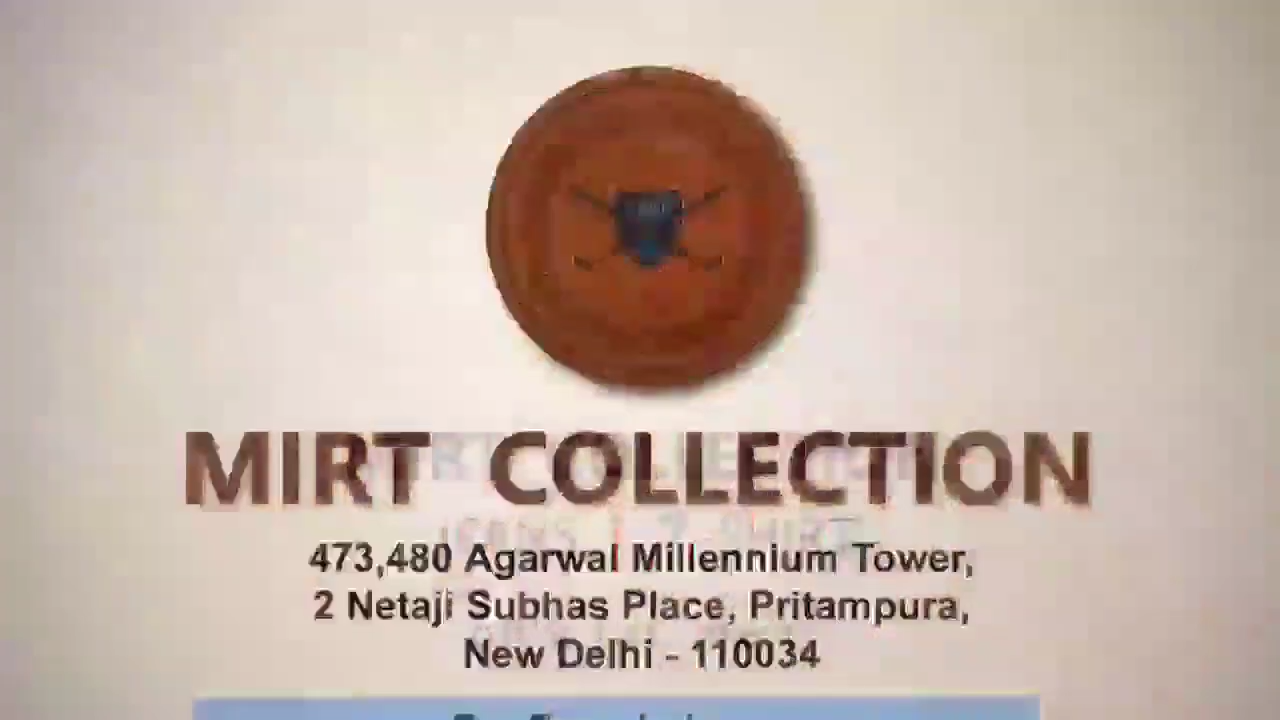 MIRT COLLECTION
473,480 Agarwal Millennium Tower,
2 Netaji Subhas Place, Pritampura,
New Delhi - 110034